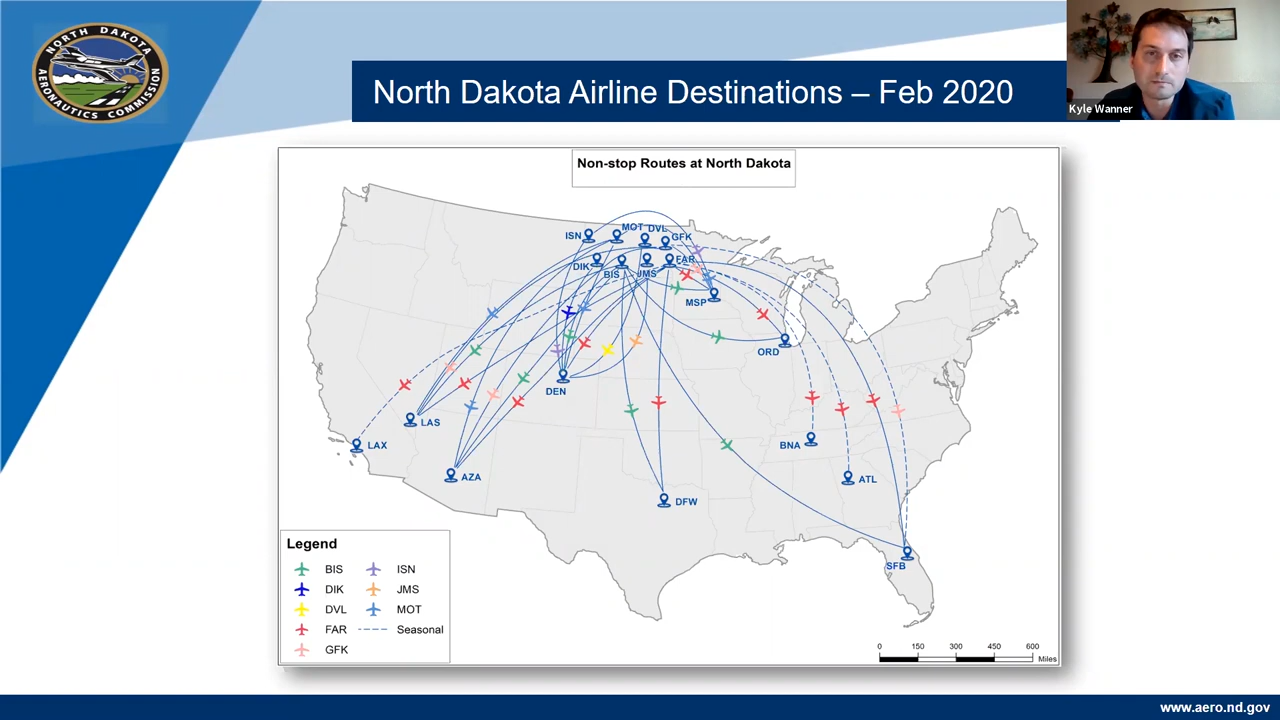 NORTH DAKOTA
AERONAUTICS COMMISSION
North Dakota Airline Destinations – Feb 2020
Kyle Wanner
Non-stop Routes at North Dakota
ISN
MOT
DVL
GFK
DIK
BIS
JMS
FAR
MSP
ORD
DEN
LAS
LAX
AZA
BNA
ATL
DFW
SFB
Legend
BIS
ISN
DIK
JMS
DVL
MOT
FAR
Seasonal
GFK
0 150 300 450 600
Miles
www.aero.nd.gov